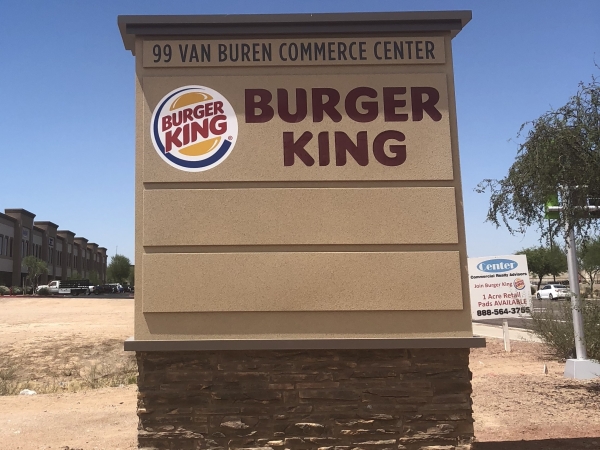 99 VAN BUREN COMMERCE CENTER
BURGER
KING
BURGER
KING
Center
Commercial Realty Advisors
Join Burger King
1 Acre Retail
Pads AVAILABLE
888-564-3765